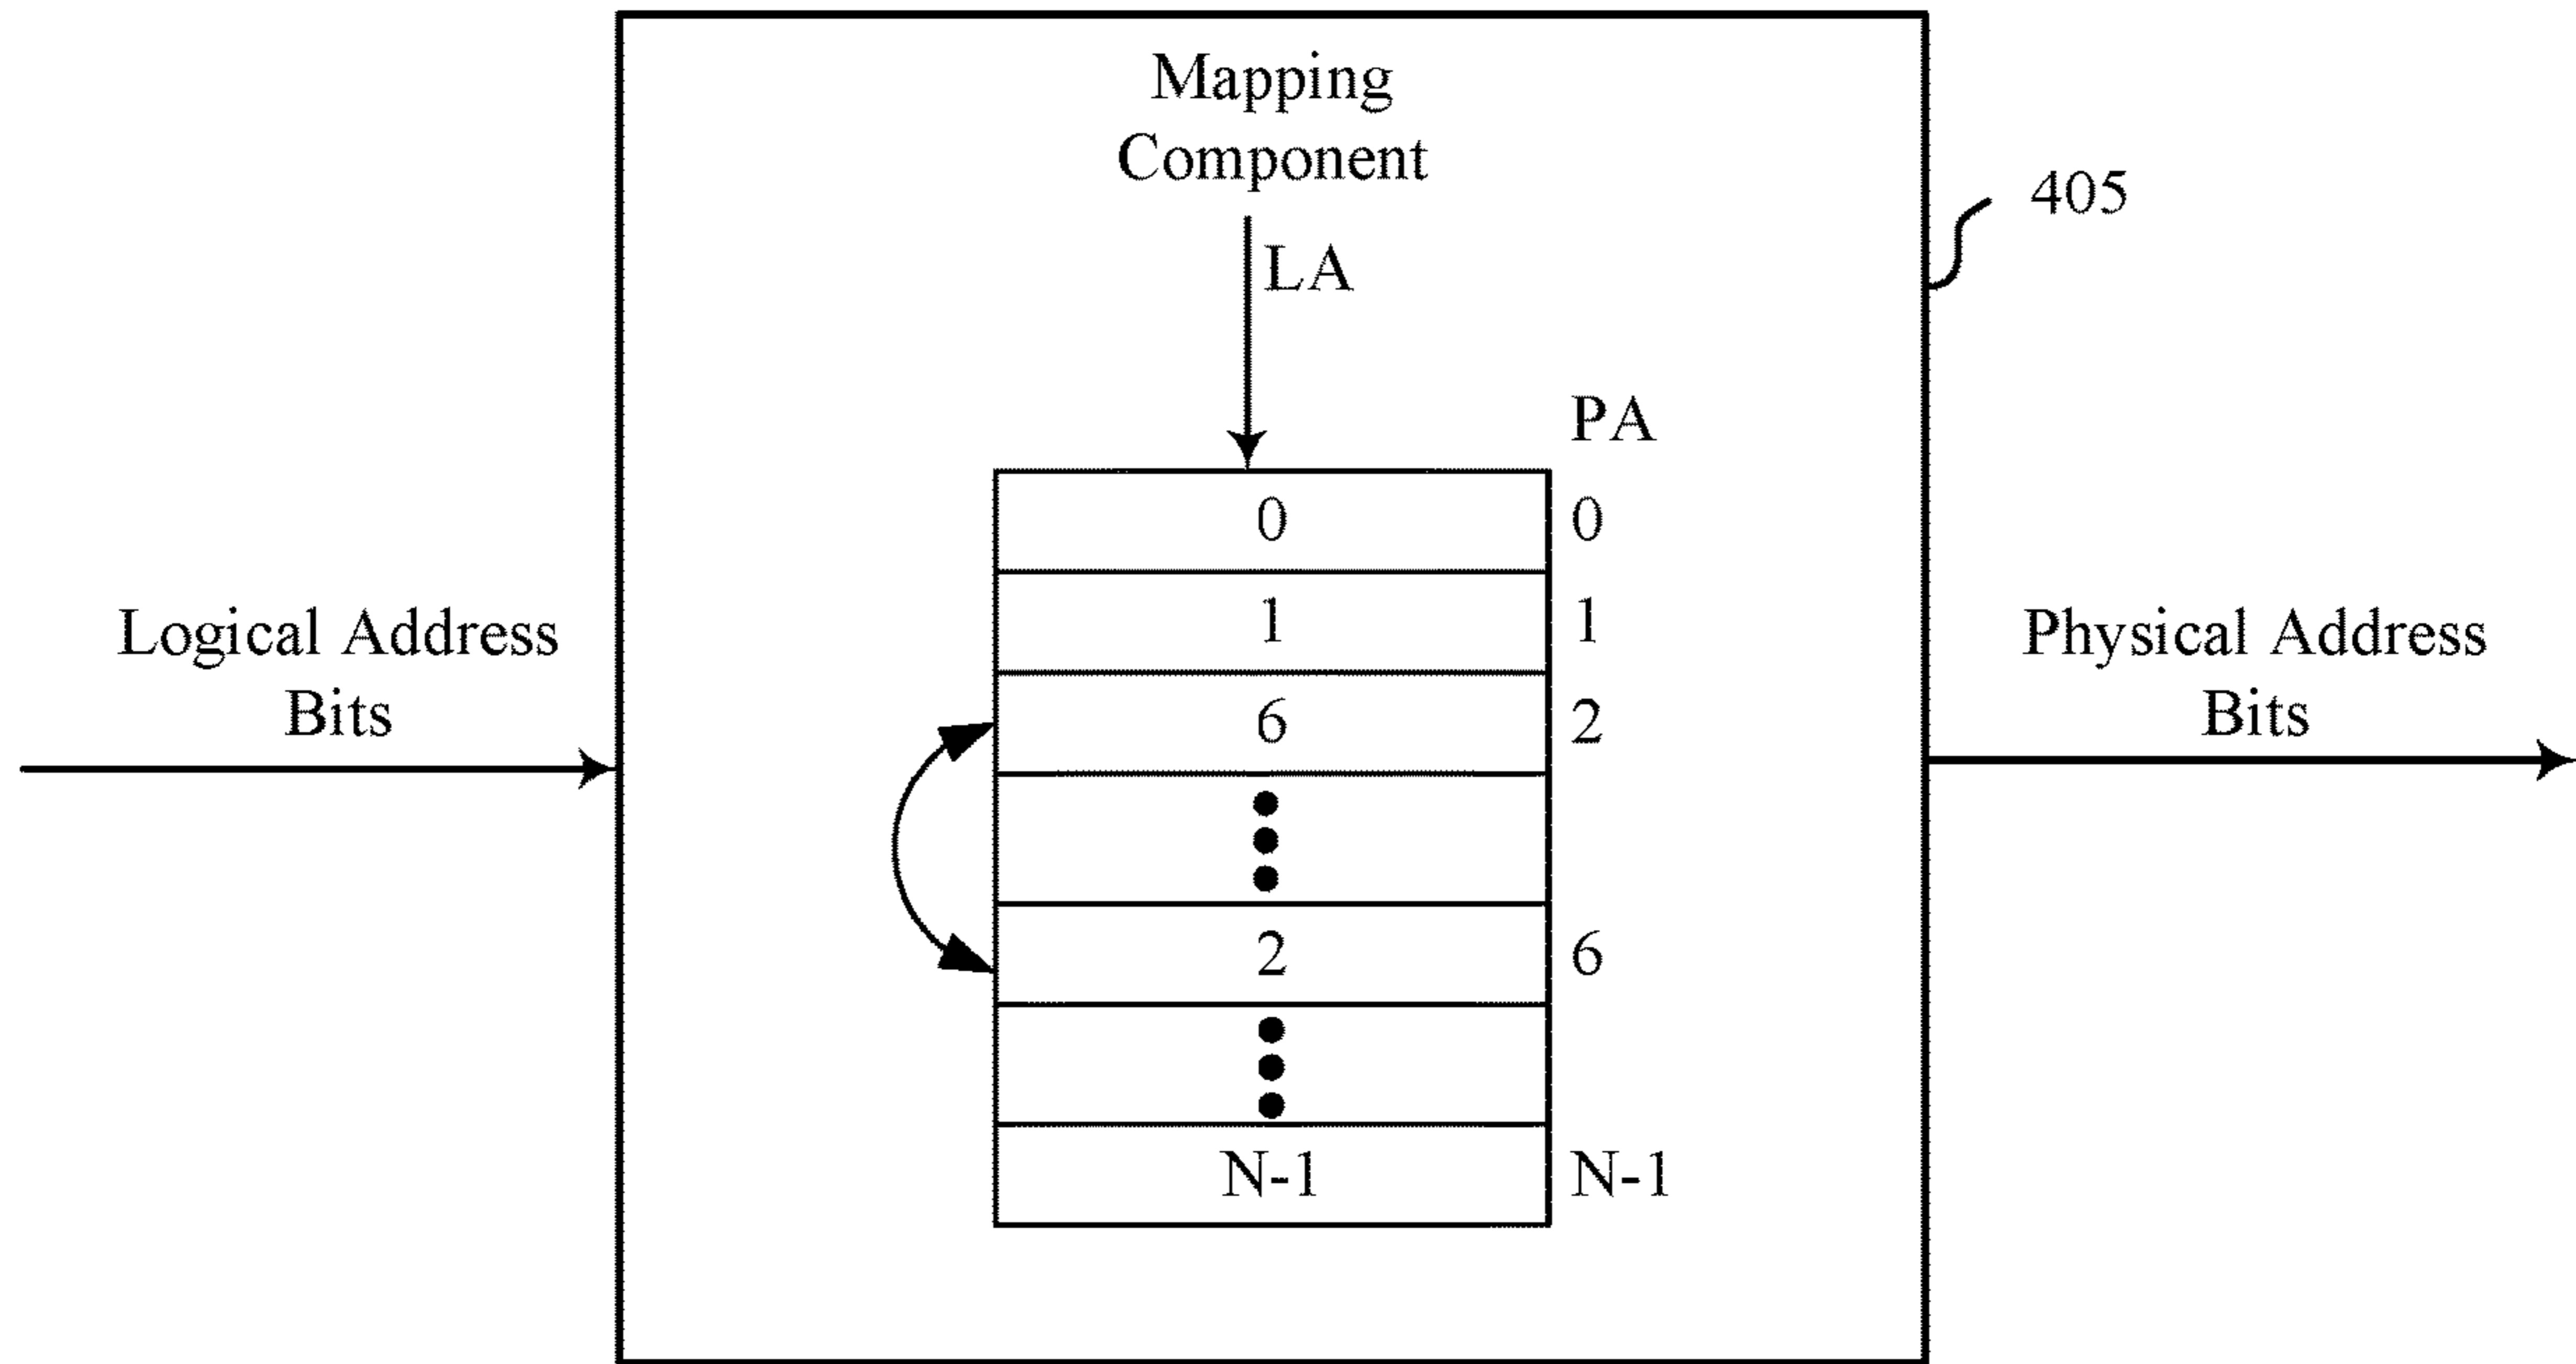 Mapping
Component
405
LA
PA
0 0
1 1
Logical Address
Bits
Physical Address
Bits
6 2
2 6
N-1 N-1